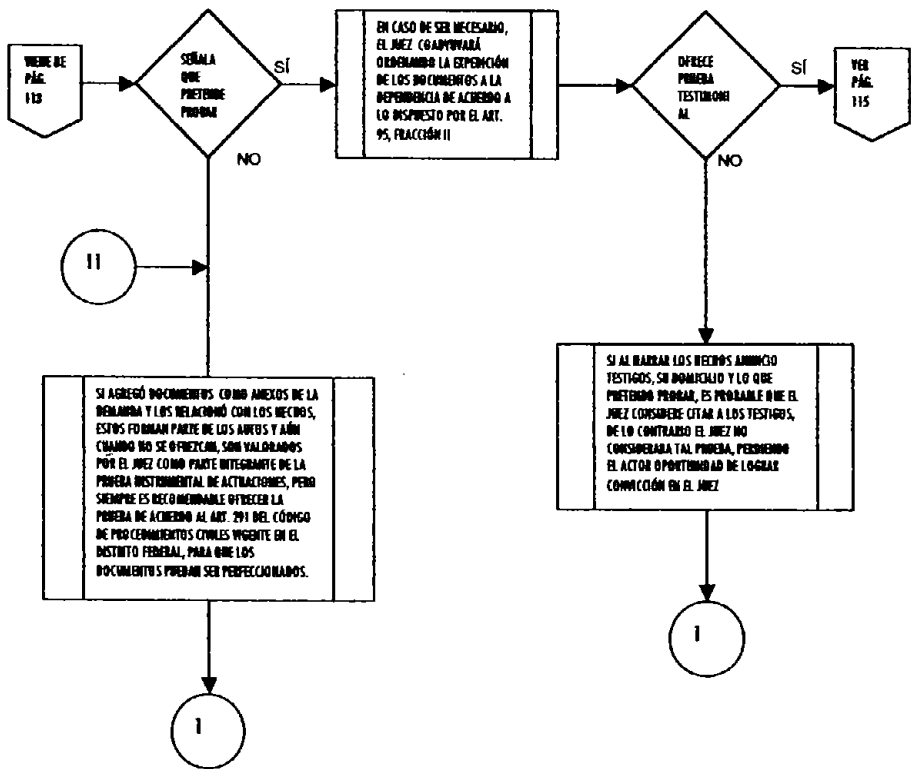 VIENE DE
PÁG.
113
SEÑALA
QUE
PRETENDE
PROBAR
SÍ
NO
EN CASO DE SER NECESARIO,
EL JUEZ COADYUVARÁ
ORDENANDO LA EXPEDICIÓN
DE LOS DOCUMENTOS A LA
DEPENDENCIA DE ACUERDO A
LO DISPUESTO POR EL ART.
95, FRACCIÓN II
OFRECE
PRUEBA
TESTIMONI
AL
SÍ
NO
VER
PÁG.
115
11
SI AGREGÓ DOCUMENTOS COMO ANEXOS DE LA
DEMANDA Y LOS RELACIONÓ CON LOS HECHOS,
ESTOS FORMAN PARTE DE LOS AUTOS Y AÚN
CUANDO NO SE OFREZCAN, SON VALORADOS
POR EL JUEZ COMO PARTE INTEGRANTE DE LA
PRUEBA INSTRUMENTAL DE ACTUACIONES, PERO
SIEMPRE ES RECOMENDABLE OFRECER LA
PRUEBA DE ACUERDO AL ART. 291 DEL CÓDIGO
DE PROCEDIMIENTOS CIVILES VIGENTE EN EL
DISTRITO FEDERAL, PARA QUE LOS
DOCUMENTOS PUEDAN SER PERFECCIONADOS.
SI AL NARRAR LOS HECHOS ANUNCIO
TESTIGOS, SU DOMICILIO Y LO QUE
PRETENDO PROBAR, ES PROBABLE QUE EL
JUEZ CONSIDERE CITAR A LOS TESTIGOS,
DE LO CONTRARIO EL JUEZ NO
CONSIDERARA TAL PRUEBA, PERDIENDO
EL ACTOR OPORTUNIDAD DE LOGRAR
CONVICCIÓN EN EL JUEZ
1
1